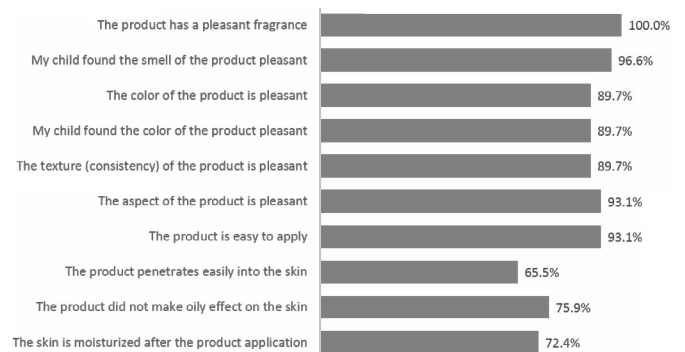 The product has a pleasant fragrance 100.0%
My child found the smell of the product pleasant 96.6%
The color of the product is pleasant 89.7%
My child found the color of the product pleasant 89.7%
The texture (consistency) of the product is pleasant 89.7%
The aspect of the product is pleasant 93.1%
The product is easy to apply 93.1%
The product penetrates easily into the skin 65.5%
The product did not make oily effect on the skin 75.9%
The skin is moisturized after the product application 72.4%